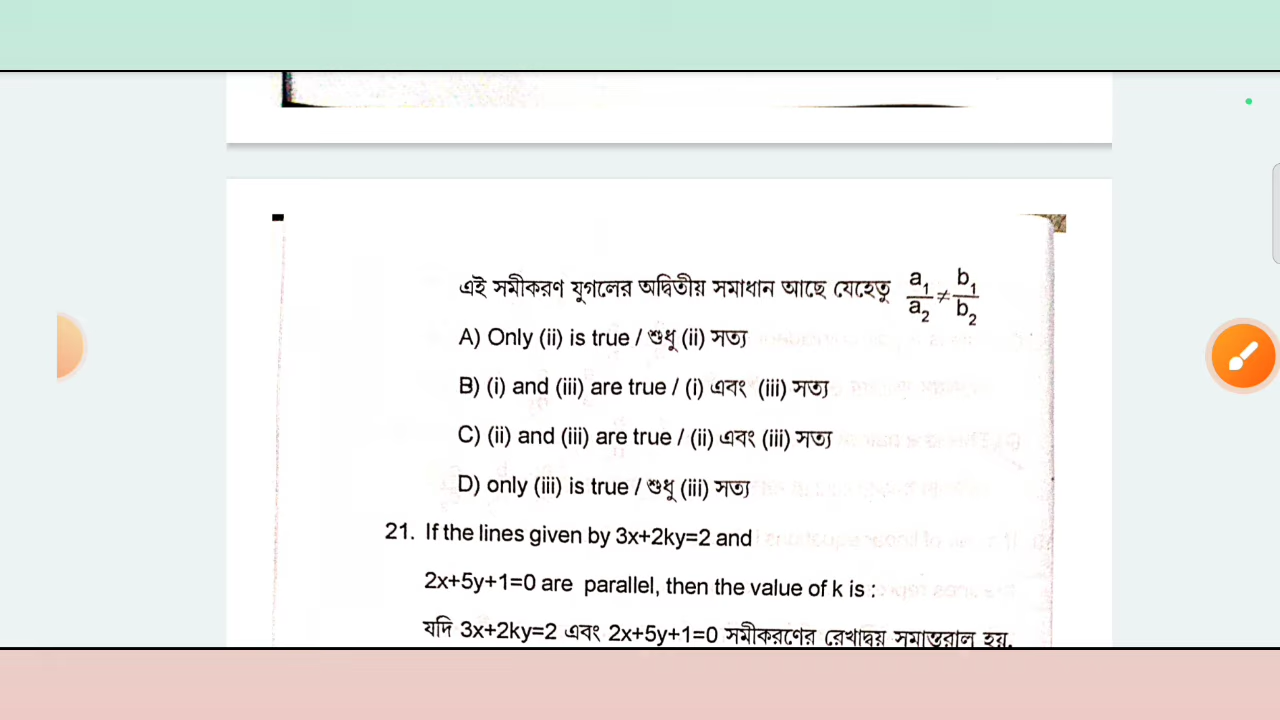 এই সমীকরণ যুগলের অদ্বিতীয় সমাধান আছে যেহেতু a₁/a₂ ≠ b₁/b₂
A) Only (ii) is true / শুধু (ii) সত্য
B) (i) and (iii) are true / (i) এবং (iii) সত্য
C) (ii) and (iii) are true / (ii) এবং (iii) সত্য
D) only (iii) is true / শুধু (iii) সত্য
21. If the lines given by 3x+2ky=2 and
2x+5y+1=0 are parallel, then the value of k is :
যদি 3x+2ky=2 এবং 2x+5y+1=0 সমীকরণের রেখাদ্বয় সমান্তরাল হয়,